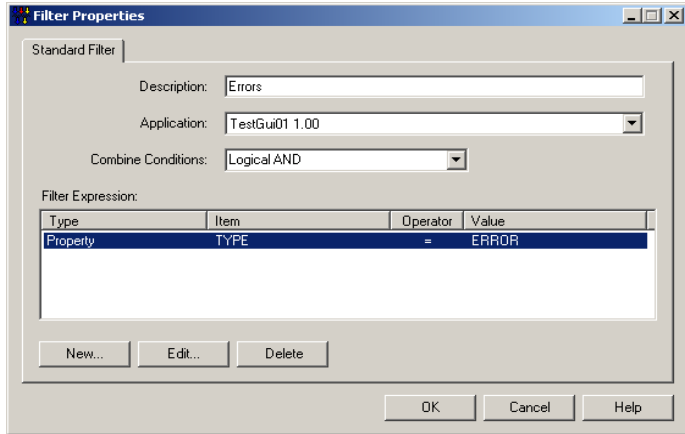 Filter Properties
Standard Filter
Description: Errors
Application: TestGui01 1.00
Combine Conditions: Logical AND
Filter Expression:
Type Item Operator Value
Property TYPE = ERROR
New... Edit... Delete
OK Cancel Help